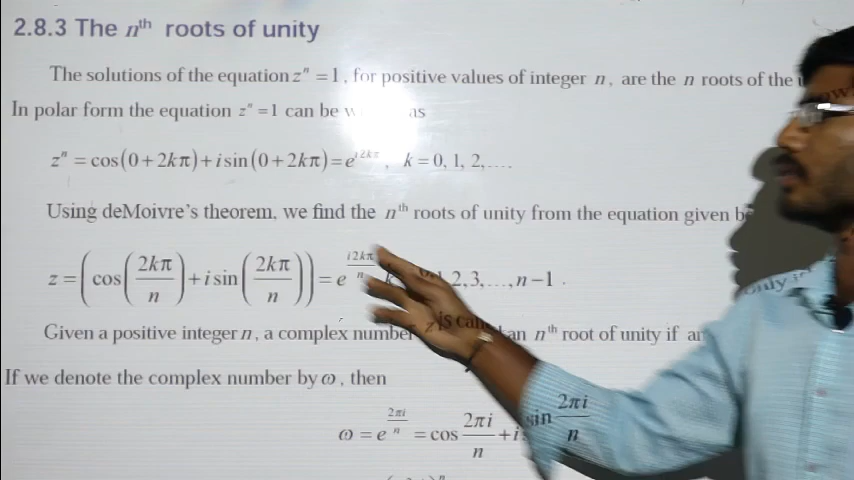 2.8.3 The nᵗʰ roots of unity
The solutions of the equation zⁿ = 1, for positive values of integer n, are the n roots of the
In polar form the equation zⁿ = 1 can be as
zⁿ = cos(0 + 2kπ) + i sin(0 + 2kπ) = e^{i2kπ}, k = 0, 1, 2, ....
Using deMoivre's theorem, we find the nᵗʰ roots of unity from the equation given
z = (cos(2kπ/n) + i sin(2kπ/n)) = e^{i2kπ/n}, 2, 3, ..., n−1 .
Given a positive integer n, a complex number z is an nᵗʰ root of unity if
If we denote the complex number by ω, then
ω = e^{2πi/n} = cos 2πi/n + i sin 2πi/n